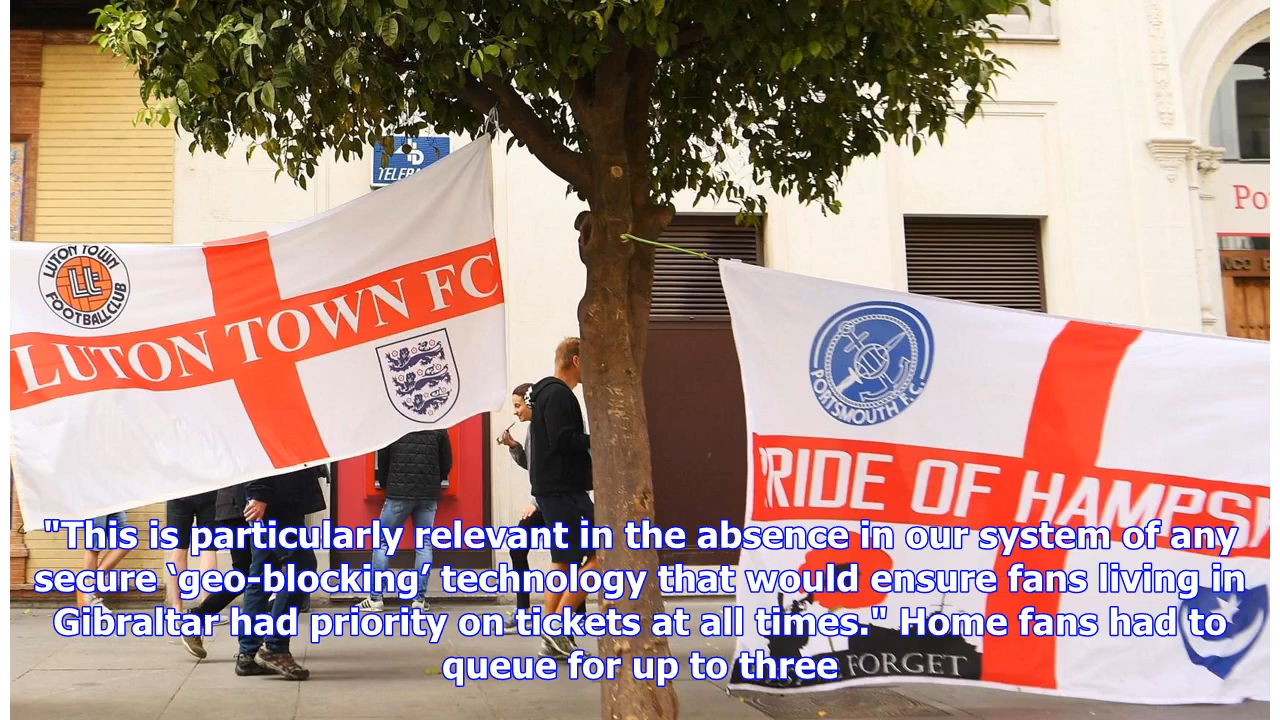 TELEBA
LUTON TOWN
FOOTBALL CLUB
LUTON TOWN FC
Po
PORTSMOUTH F.C.
RIDE OF HAMPS
FORGET
"This is particularly relevant in the absence in our system of any
secure ‘geo-blocking’ technology that would ensure fans living in
Gibraltar had priority on tickets at all times." Home fans had to
queue for up to three